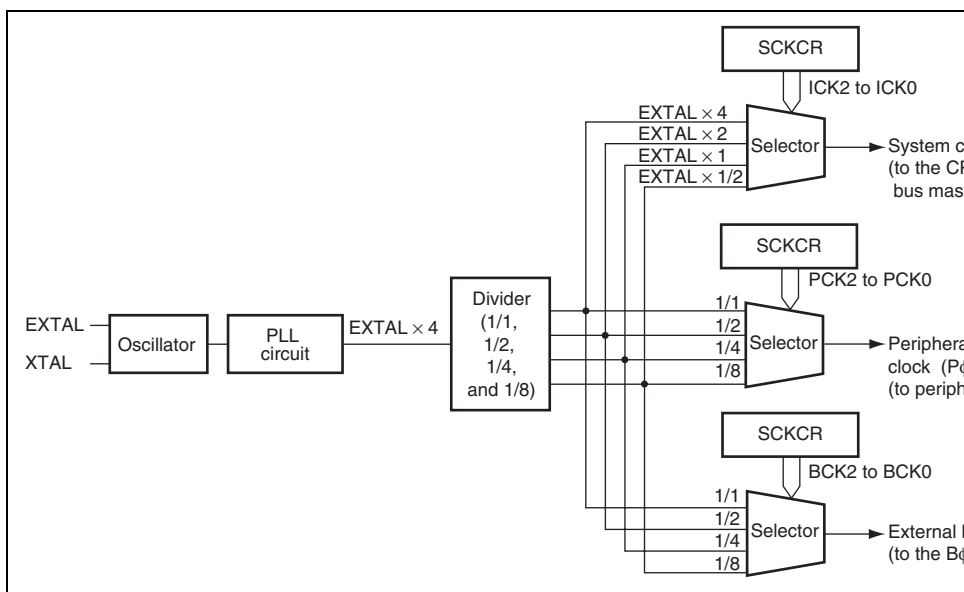 SCKCR
ICK2 to ICK0
EXTAL × 4
EXTAL × 2
EXTAL × 1
EXTAL × 1/2
Selector
System
(to the
bus
SCKCR
PCK2 to PCK0
EXTAL
XTAL
Oscillator
PLL
circuit
EXTAL × 4
Divider
(1/1,
1/2,
1/4,
and 1/8)
1/1
1/2
1/4
1/8
Selector
clock (Pϕ
(to
SCKCR
BCK2 to BCK0
1/1
1/2
1/4
1/8
Selector
External
(to the Bϕ